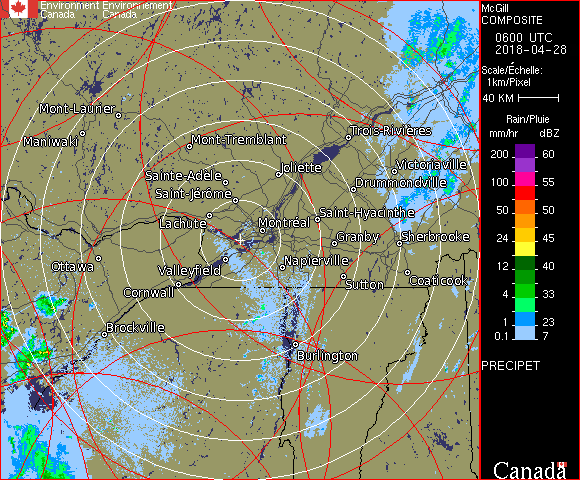 Environment Environnement
Canada Canada
McGill
COMPOSITE
0600 UTC
2018-04-28
Scale/Échelle:
1km/Pixel
40 KM
Rain/Pluie
mm/hr dBZ
200 60
100 55
50 50
24 45
12 40
4 33
1 23
0.1 7
PRECIPET
Canada
Mont-Laurier
Maniwaki
Mont-Tremblant
Trois-Rivières
Sainte-Adèle
Joliette
Victoriaville
Saint-Jérôme
Drummondville
Lachute
Montréal
Saint-Hyacinthe
Granby
Sherbrooke
Ottawa
Valleyfield
Napierville
Cornwall
Sutton
Coaticook
Brockville
Burlington